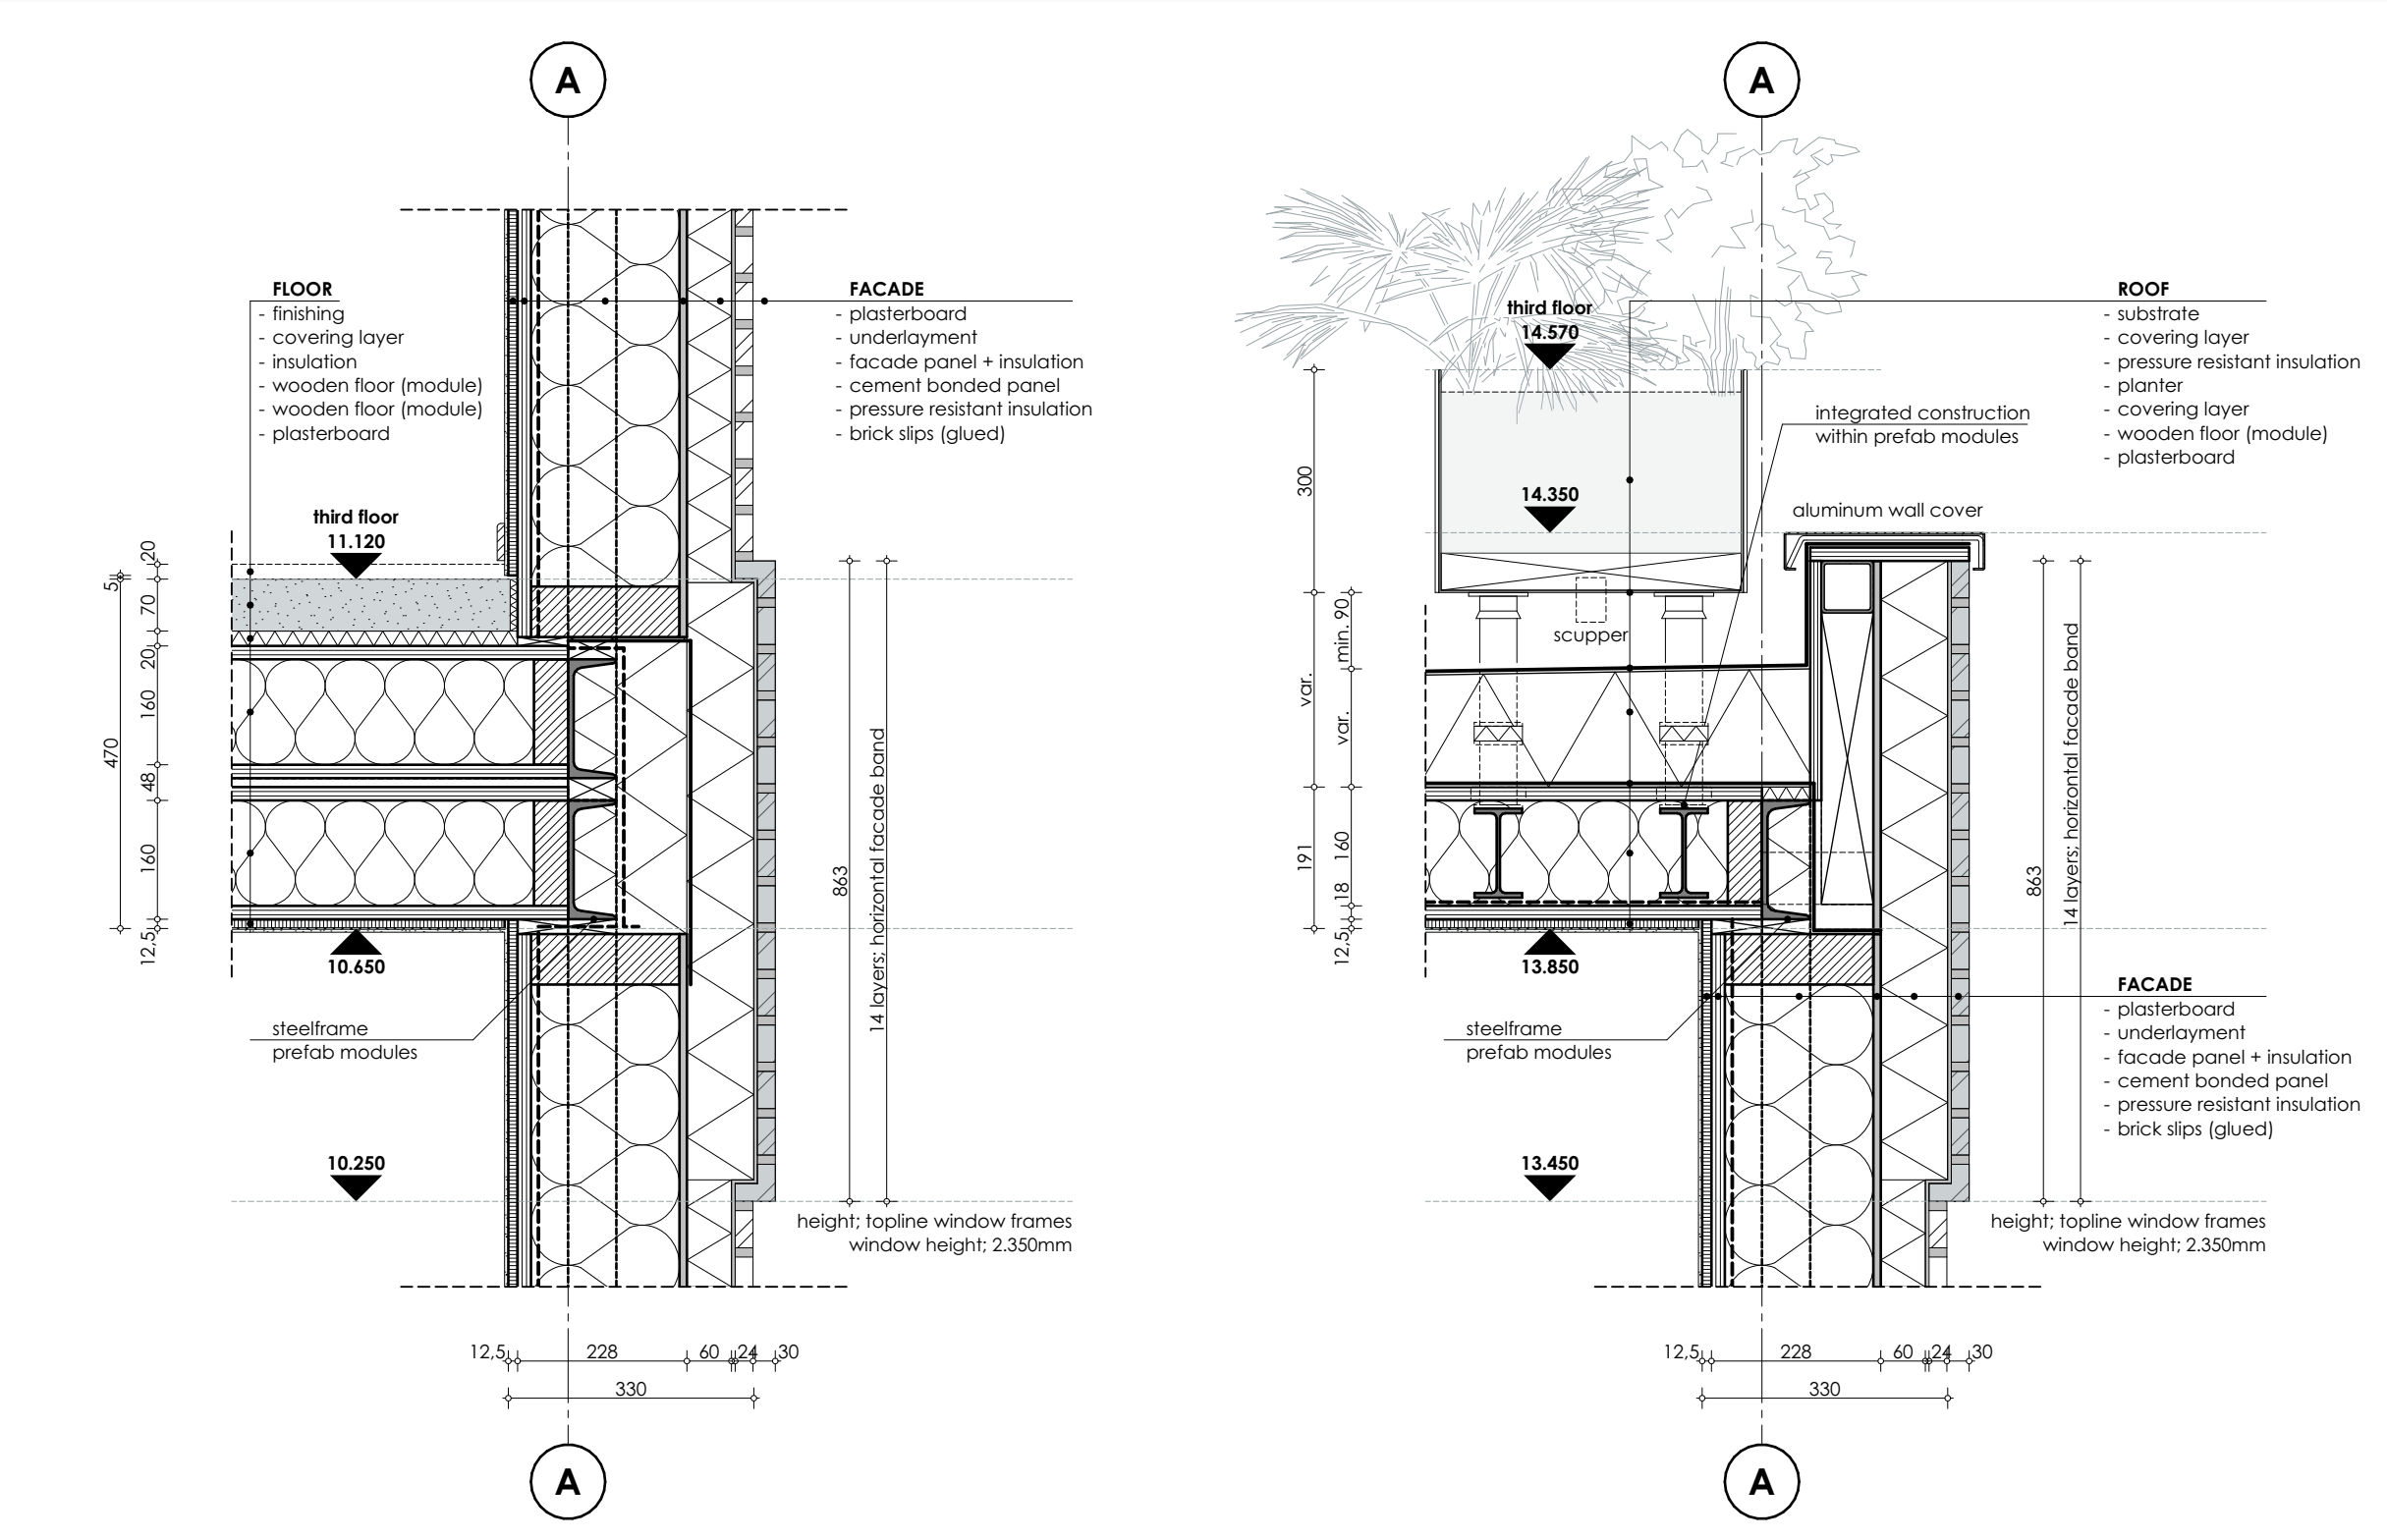 A
FLOOR
- finishing
- covering layer
- insulation
- wooden floor (module)
- wooden floor (module)
- plasterboard
FACADE
- plasterboard
- underlayment
- facade panel + insulation
- cement bonded panel
- pressure resistant insulation
- brick slips (glued)
third floor
11.120
20
5
70
20
160
470
48
160
12,5
10.650
steelframe
prefab modules
10.250
863
14 layers; horizontal facade band
height; topline window frames
window height; 2.350mm
12,5 228 60 24 30
330
A
A
third floor
14.570
ROOF
- substrate
- covering layer
- pressure resistant insulation
- planter
- covering layer
- wooden floor (module)
- plasterboard
integrated construction
within prefab modules
14.350
aluminum wall cover
scupper
300
min. 90
var.
var.
191
160
18
12,5
13.850
steelframe
prefab modules
13.450
863
14 layers; horizontal facade band
FACADE
- plasterboard
- underlayment
- facade panel + insulation
- cement bonded panel
- pressure resistant insulation
- brick slips (glued)
height; topline window frames
window height; 2.350mm
12,5 228 60 24 30
330
A